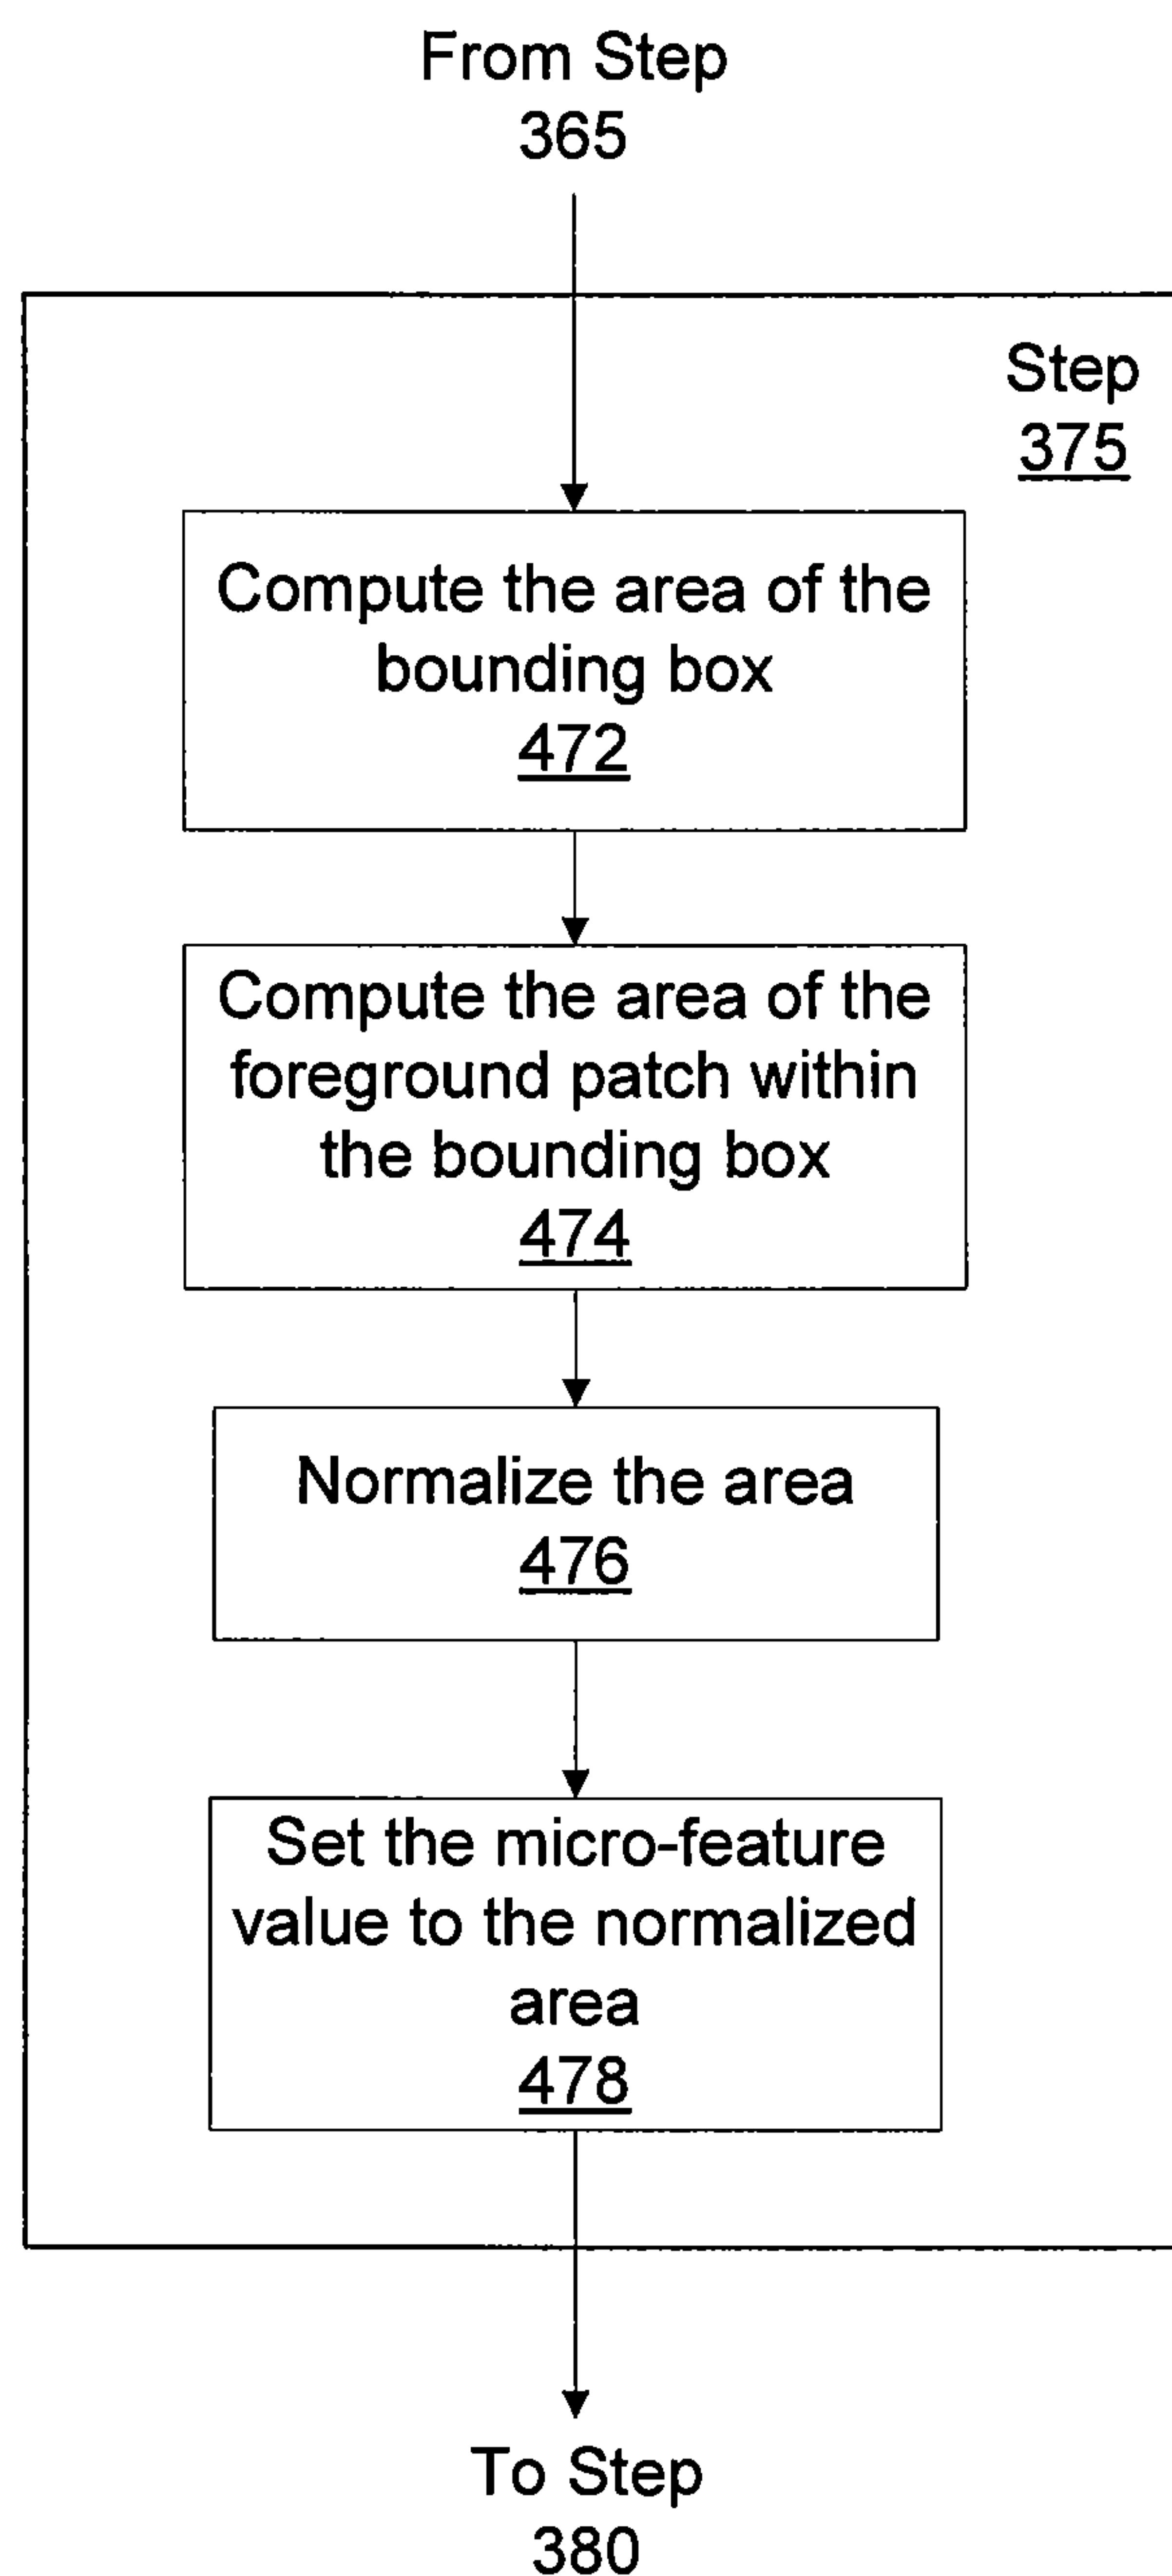 From Step
365
Step
375
Compute the area of the
bounding box
472
Compute the area of the
foreground patch within
the bounding box
474
Normalize the area
476
Set the micro-feature
value to the normalized
area
478
To Step
380